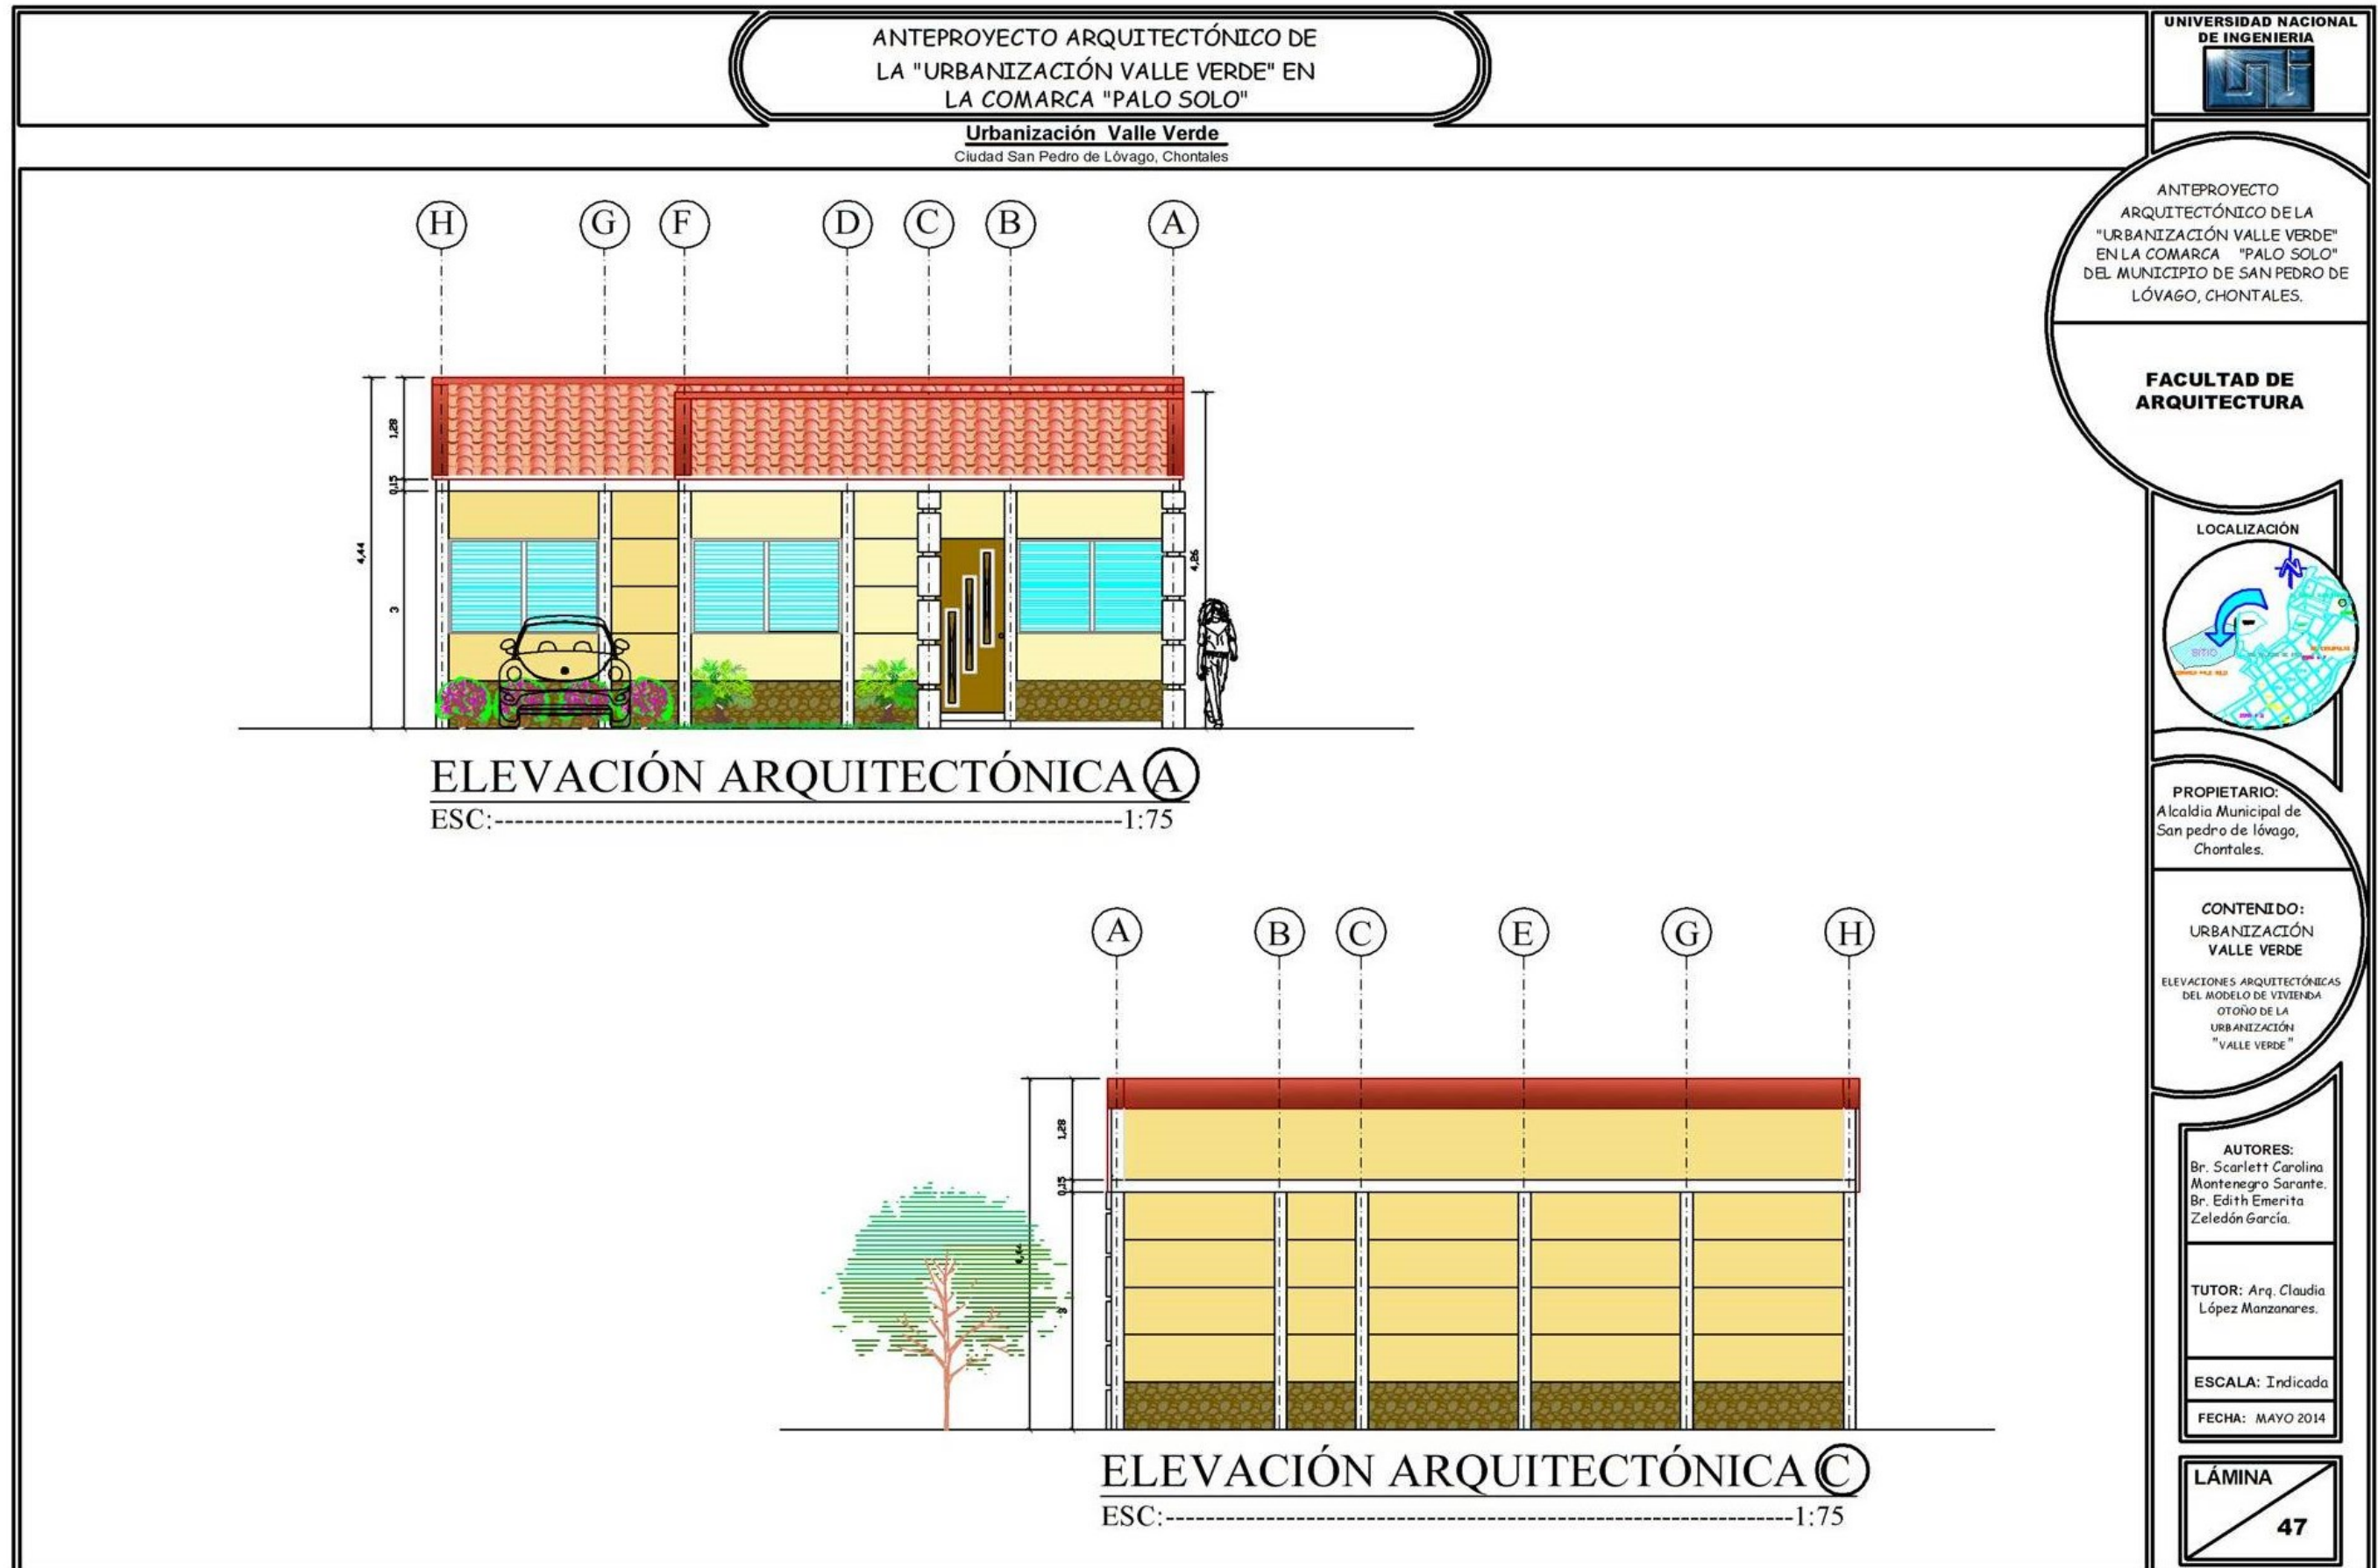 ANTEPROYECTO ARQUITECTÓNICO DE
LA "URBANIZACIÓN VALLE VERDE" EN
LA COMARCA "PALO SOLO"
Urbanización Valle Verde
Ciudad San Pedro de Lóvago, Chontales
H G F D C B A
1,28
0,15
4,44
3
4,26
ELEVACIÓN ARQUITECTÓNICA A
ESC:--------------------------------------------------------------1:75
A B C E G H
1,28
0,15
3
ELEVACIÓN ARQUITECTÓNICA C
ESC:--------------------------------------------------------------1:75
UNIVERSIDAD NACIONAL
DE INGENIERIA
ANTEPROYECTO
ARQUITECTÓNICO DE LA
"URBANIZACIÓN VALLE VERDE"
EN LA COMARCA "PALO SOLO"
DEL MUNICIPIO DE SAN PEDRO DE
LÓVAGO, CHONTALES.
FACULTAD DE
ARQUITECTURA
LOCALIZACIÓN
SITIO
PROPIETARIO:
Alcaldia Municipal de
San pedro de lóvago,
Chontales.
CONTENIDO:
URBANIZACIÓN
VALLE VERDE
ELEVACIONES ARQUITECTÓNICAS
DEL MODELO DE VIVIENDA
OTOÑO DE LA
URBANIZACIÓN
"VALLE VERDE"
AUTORES:
Br. Scarlett Carolina
Montenegro Sarante.
Br. Edith Emerita
Zeledón García.
TUTOR: Arq. Claudia
López Manzanares.
ESCALA: Indicada
FECHA: MAYO 2014
LÁMINA
47